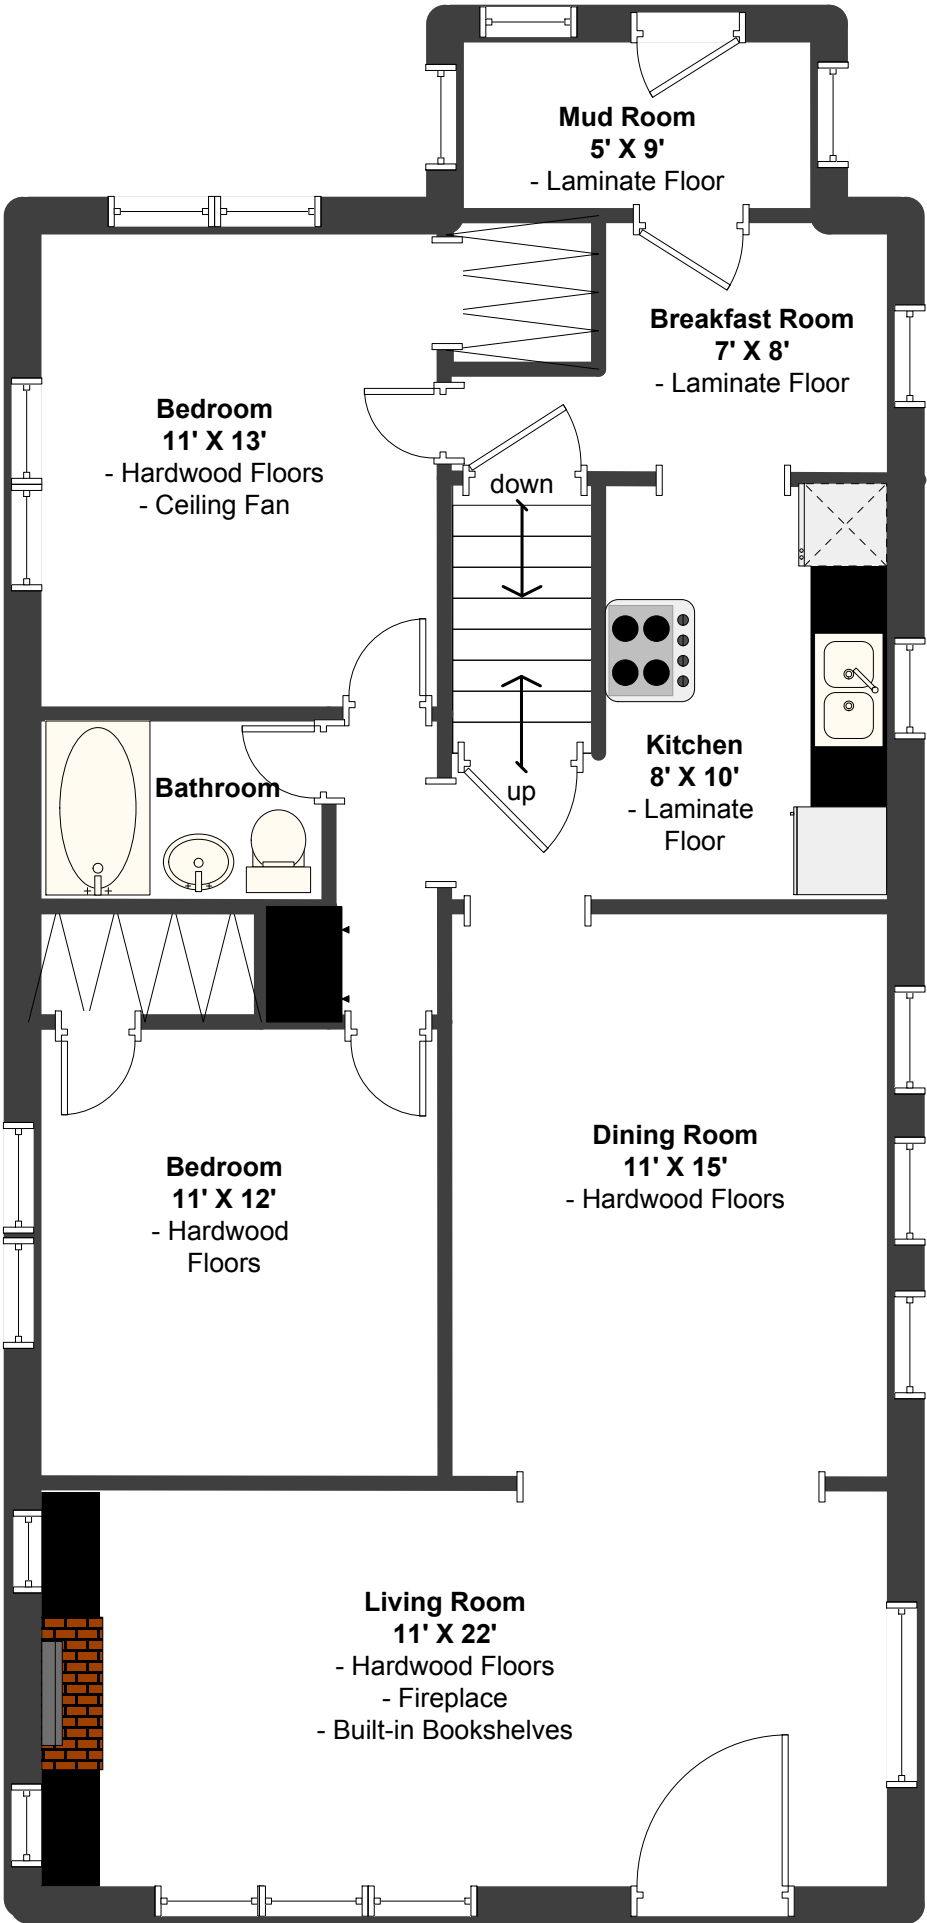 Mud Room
5' X 9'
- Laminate Floor
Breakfast Room
7' X 8'
- Laminate Floor
Bedroom
11' X 13'
- Hardwood Floors
- Ceiling Fan
down
up
Kitchen
8' X 10'
- Laminate
Floor
Bathroom
Dining Room
11' X 15'
- Hardwood Floors
Bedroom
11' X 12'
- Hardwood
Floors
Living Room
11' X 22'
- Hardwood Floors
- Fireplace
- Built-in Bookshelves